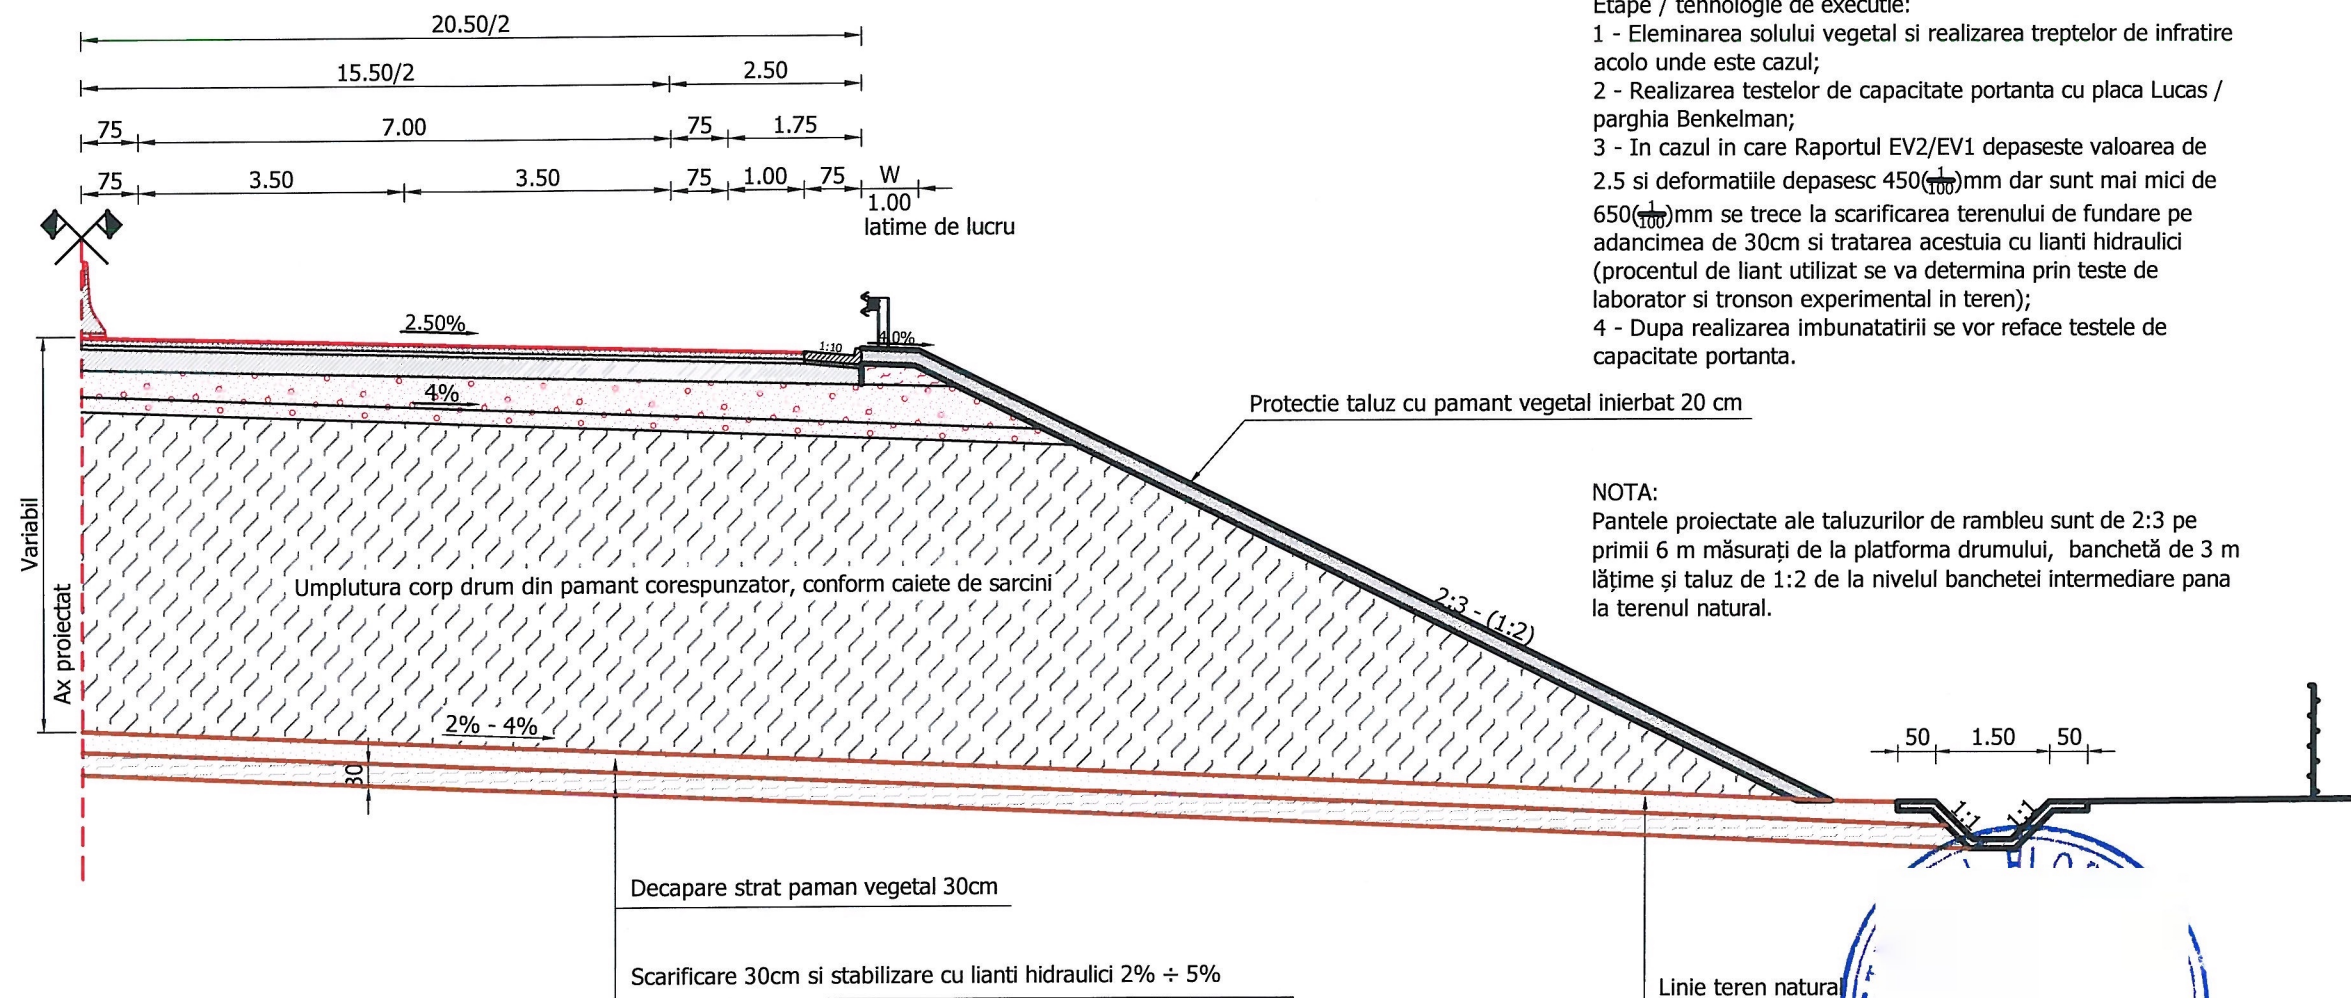 20.50/2
15.50/2 2.50
75 7.00 75 1.75
75 3.50 3.50 75 1.00 75 W
1.00
latime de lucru
Etape / tehnologie de executie:
1 - Eleminarea solului vegetal si realizarea treptelor de infratire
acolo unde este cazul;
2 - Realizarea testelor de capacitate portanta cu placa Lucas /
parghia Benkelman;
3 - In cazul in care Raportul EV2/EV1 depaseste valoarea de
2.5 si deformatiile depasesc 450(1/100)mm dar sunt mai mici de
650(1/100)mm se trece la scarificarea terenului de fundare pe
adancimea de 30cm si tratarea acestuia cu lianti hidraulici
(procentul de liant utilizat se va determina prin teste de
laborator si tronson experimental in teren);
4 - Dupa realizarea imbunatatirii se vor reface testele de
capacitate portanta.
2.50%
1:10
4.0%
4%
Protectie taluz cu pamant vegetal inierbat 20 cm
NOTA:
Pantele proiectate ale taluzurilor de rambleu sunt de 2:3 pe
primii 6 m măsurați de la platforma drumului, banchetă de 3 m
lățime și taluz de 1:2 de la nivelul banchetei intermediare pana
la terenul natural.
Variabil
Ax proiectat
Umplutura corp drum din pamant corespunzator, conform caiete de sarcini
2:3 - (1:2)
2% - 4%
30
50 1.50 50
1:1 1:1
Decapare strat paman vegetal 30cm
Scarificare 30cm si stabilizare cu lianti hidraulici 2% ÷ 5%
Linie teren natural